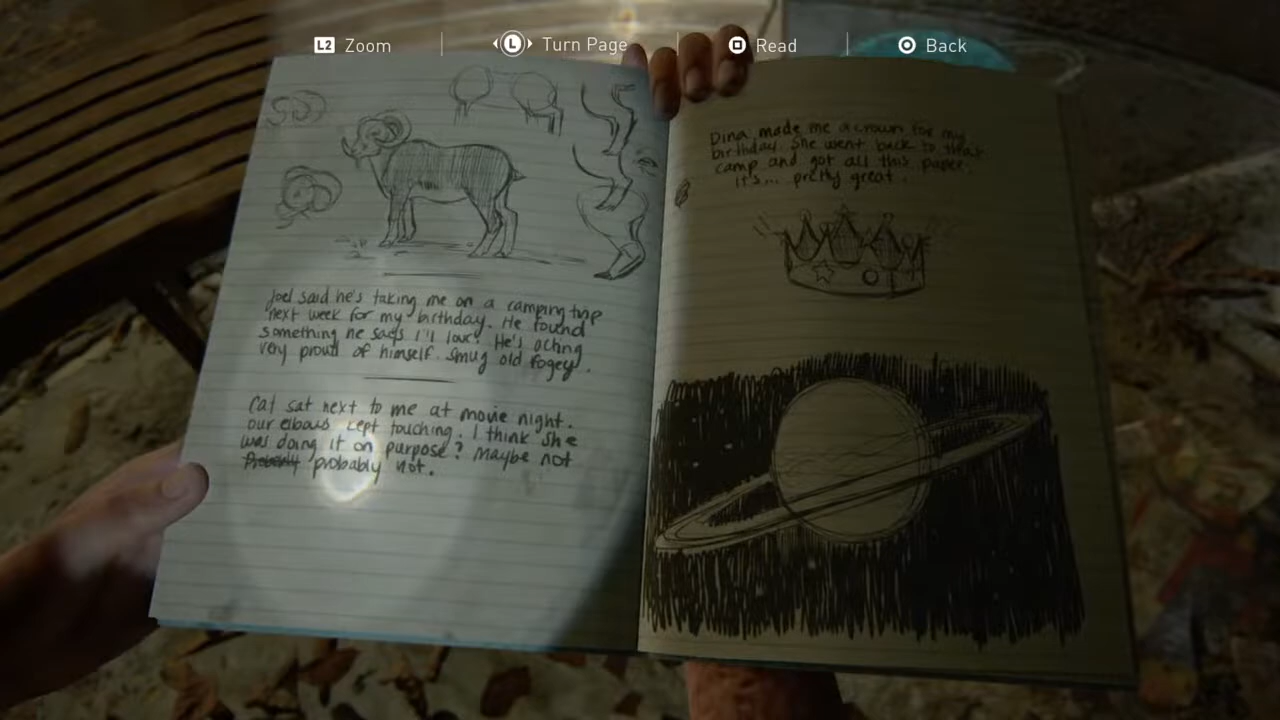 L2 Zoom
L Turn Page
Read
Back
Joel said he's taking me on a camping trip
next week for my birthday. He found
something he says I'll love. He's acting
very proud of himself. Smug old fogey.
Cat sat next to me at movie night.
Our elbows kept touching. I think she
was doing it on purpose? Maybe not
Probably probably not.
Dina made me a crown for my
birthday. She went back to that
camp and got all this paper.
It's... pretty great.